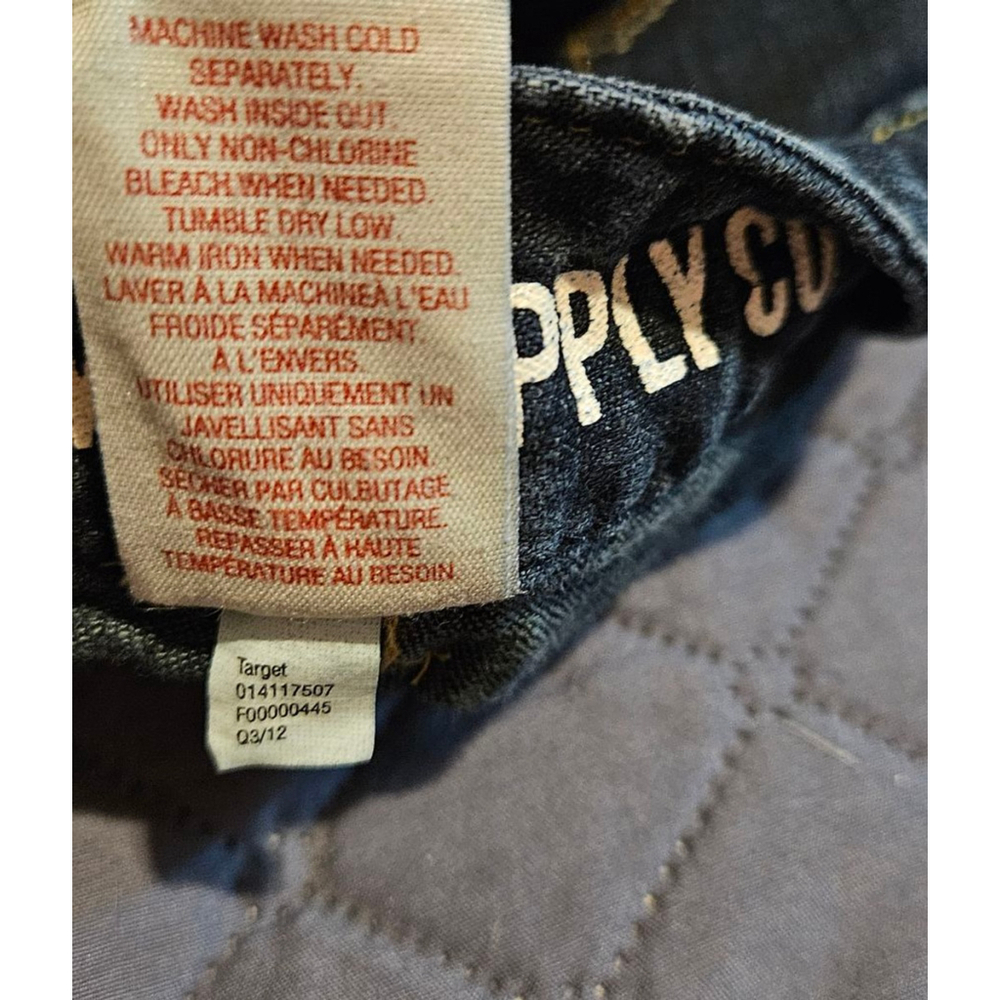 MACHINE WASH COLD
SEPARATELY.
WASH INSIDE OUT.
ONLY NON-CHLORINE
BLEACH WHEN NEEDED.
TUMBLE DRY LOW.
WARM IRON WHEN NEEDED.
LAVER À LA MACHINEÀ L'EAU
FROIDE SÉPARÉMENT
À L'ENVERS.
UTILISER UNIQUEMENT UN
JAVELLISANT SANS
CHLORURE AU BESOIN.
SÉCHER PAR CULBUTAGE
À BASSE TEMPÉRATURE.
REPASSER À HAUTE
TEMPÉRATURE AU BESOIN.
PPLY CO
Target
014117507
F00000445
Q3/12